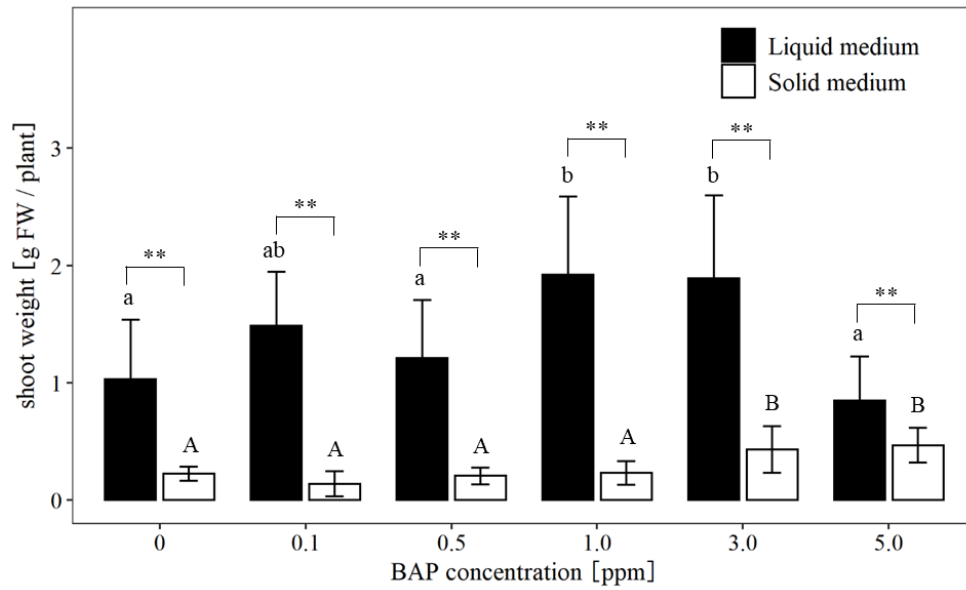 Liquid medium
Solid medium
shoot weight [g FW / plant]
3
2
1
0
**
**
**
**
**
**
a
ab
a
b
b
a
A
A
A
A
B
B
0
0.1
0.5
1.0
3.0
5.0
BAP concentration [ppm]